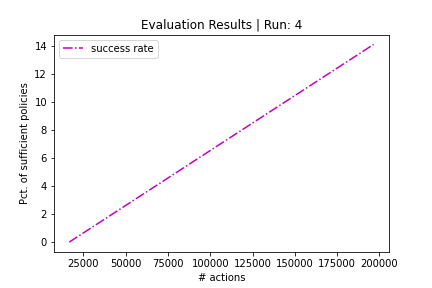 Evaluation Results | Run: 4
success rate
Pct. of sufficient policies
14
12
10
8
6
4
2
0
25000 50000 75000 100000 125000 150000 175000 200000
# actions